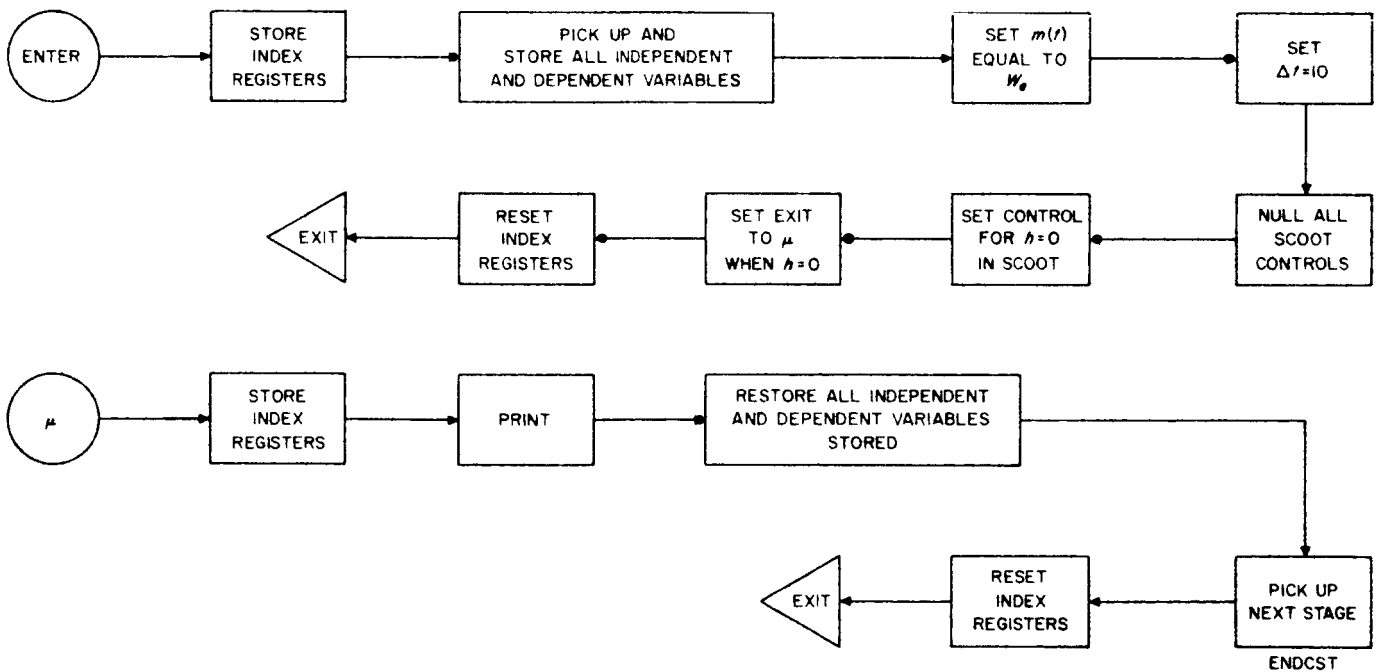 ENTER
STORE
INDEX
REGISTERS
PICK UP AND
STORE ALL INDEPENDENT
AND DEPENDENT VARIABLES
SET m(t)
EQUAL TO
We
SET
Δt=10
NULL ALL
SCOOT
CONTROLS
SET CONTROL
FOR h=0
IN SCOOT
SET EXIT
TO μ
WHEN h=0
RESET
INDEX
REGISTERS
EXIT
μ
STORE
INDEX
REGISTERS
PRINT
RESTORE ALL INDEPENDENT
AND DEPENDENT VARIABLES
STORED
PICK UP
NEXT STAGE
ENDCST
RESET
INDEX
REGISTERS
EXIT